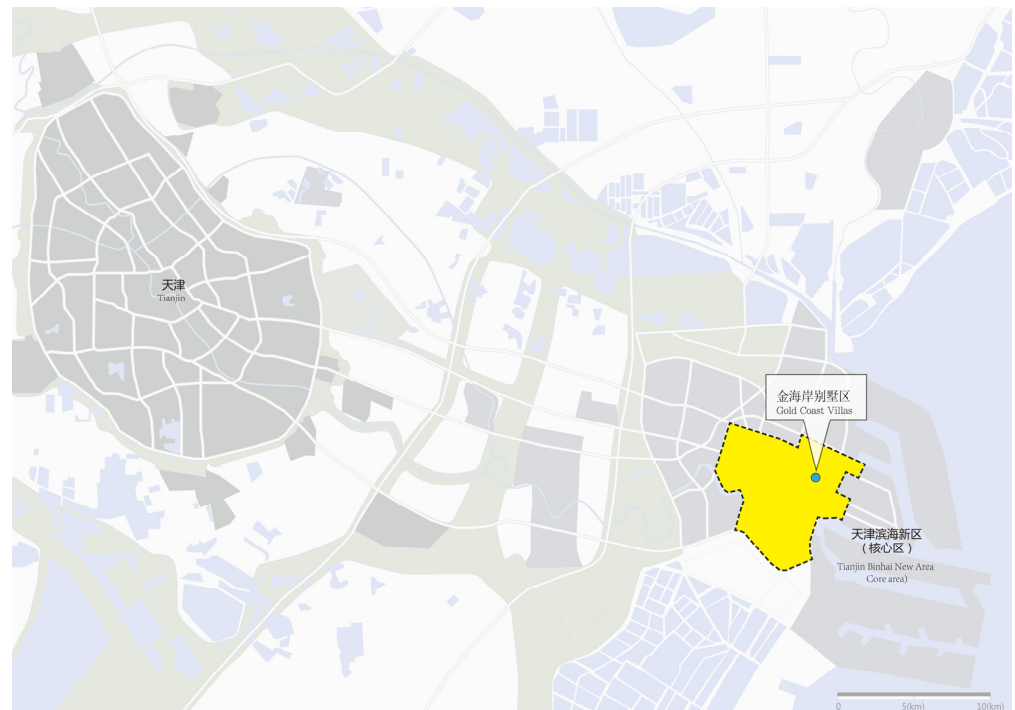 天津
Tianjin
金海岸别墅区
Gold Coast Villas
天津滨海新区
（核心区）
Tianjin Binhai New Area
Core area)
0 5(km) 10(km)